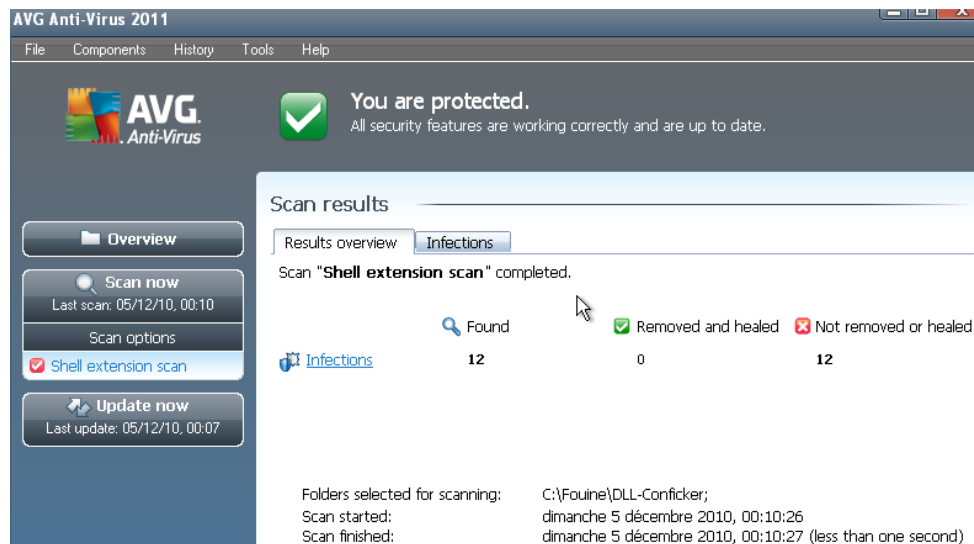 AVG Anti-Virus 2011
File Components History Tools Help
AVG.
Anti-Virus
You are protected.
All security features are working correctly and are up to date.
Scan results
Overview
Results overview Infections
Scan "Shell extension scan" completed.
Scan now
Last scan: 05/12/10, 00:10
Found Removed and healed Not removed or healed
Scan options
Infections 12 0 12
Shell extension scan
Update now
Last update: 05/12/10, 00:07
Folders selected for scanning: C:\Fouine\DLL-Conficker;
Scan started: dimanche 5 décembre 2010, 00:10:26
Scan finished: dimanche 5 décembre 2010, 00:10:27 (less than one second)